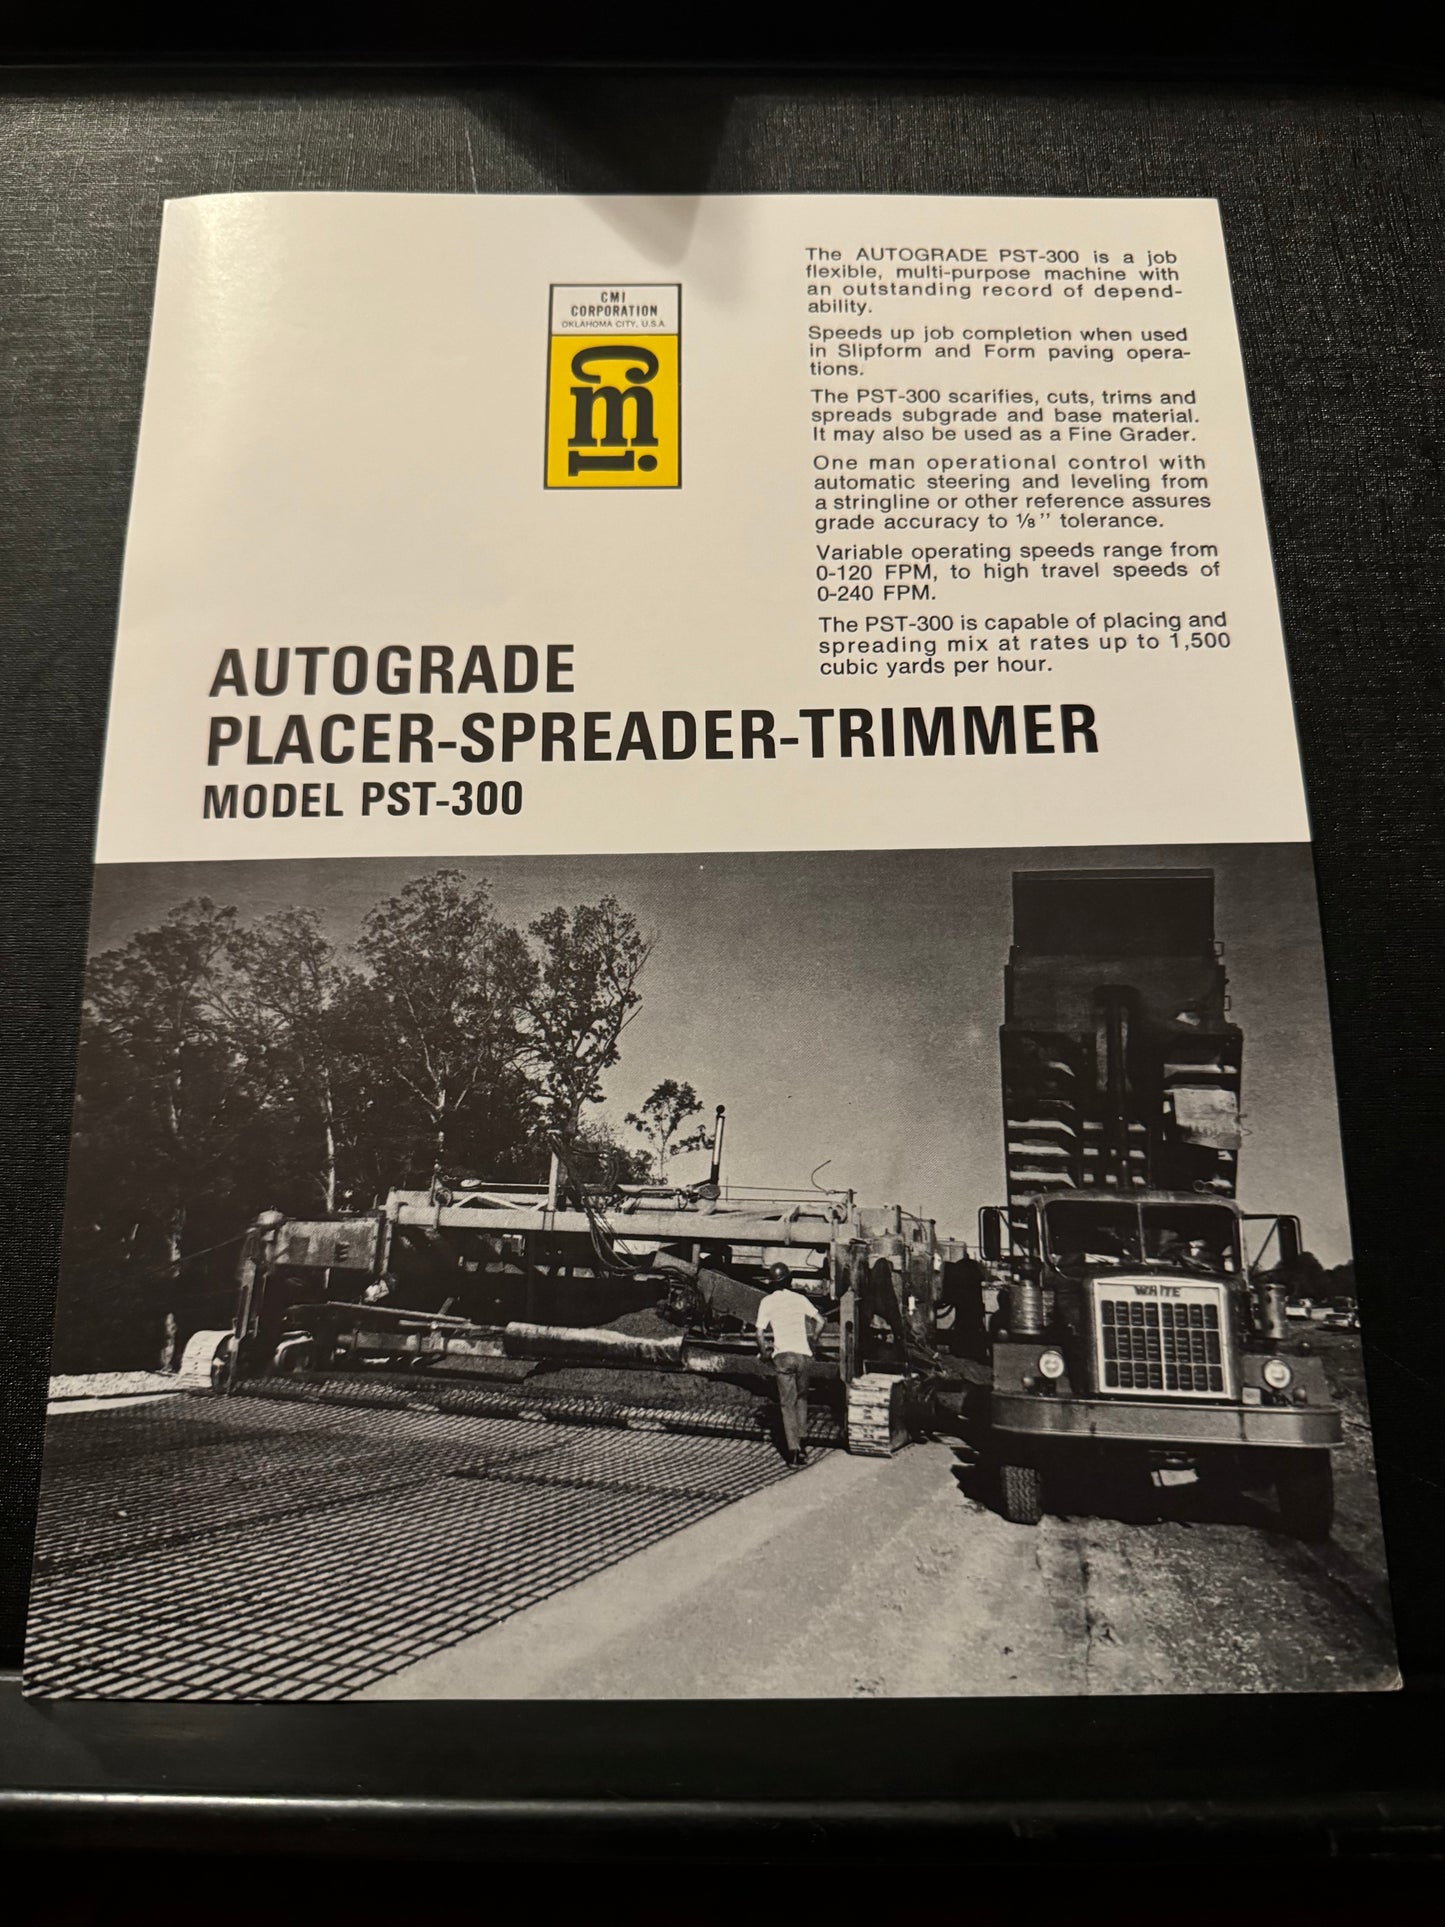 CMI
CORPORATION
OKLAHOMA CITY, U.S.A.
Cmi
The AUTOGRADE PST-300 is a job
flexible, multi-purpose machine with
an outstanding record of depend-
ability.
Speeds up job completion when used
in Slipform and Form paving opera-
tions.
The PST-300 scarifies, cuts, trims and
spreads subgrade and base material.
It may also be used as a Fine Grader.
One man operational control with
automatic steering and leveling from
a stringline or other reference assures
grade accuracy to ⅛" tolerance.
Variable operating speeds range from
0-120 FPM, to high travel speeds of
0-240 FPM.
The PST-300 is capable of placing and
spreading mix at rates up to 1,500
cubic yards per hour.
AUTOGRADE
PLACER-SPREADER-TRIMMER
MODEL PST-300
WHITE